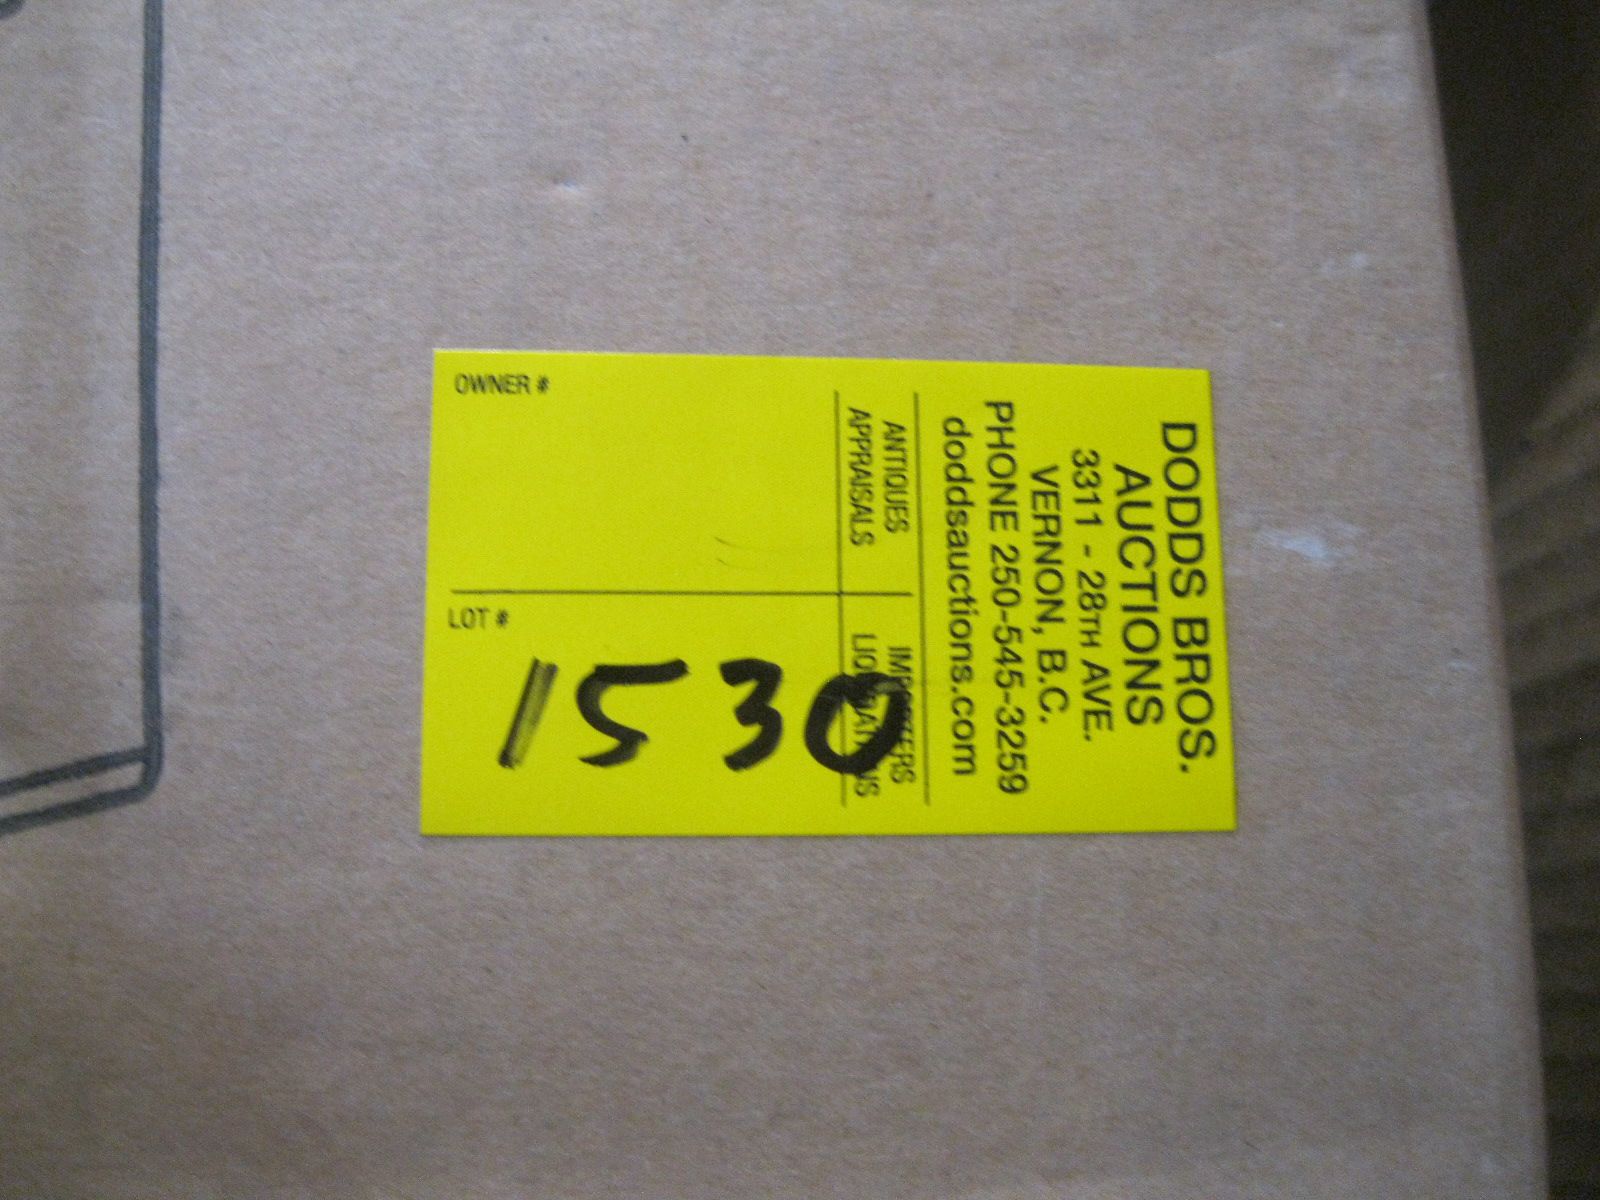 DODDS BROS.
AUCTIONS
3311 - 28TH AVE.
VERNON, B.C.
PHONE 250-545-3259
doddsauctions.com
ANTIQUES
APPRAISALS
IMPORTERS
LIQUIDATIONS
OWNER #
LOT #
1530